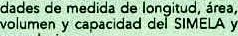 dades de medida de longitud, área,
volumen y capacidad del SIMELA y